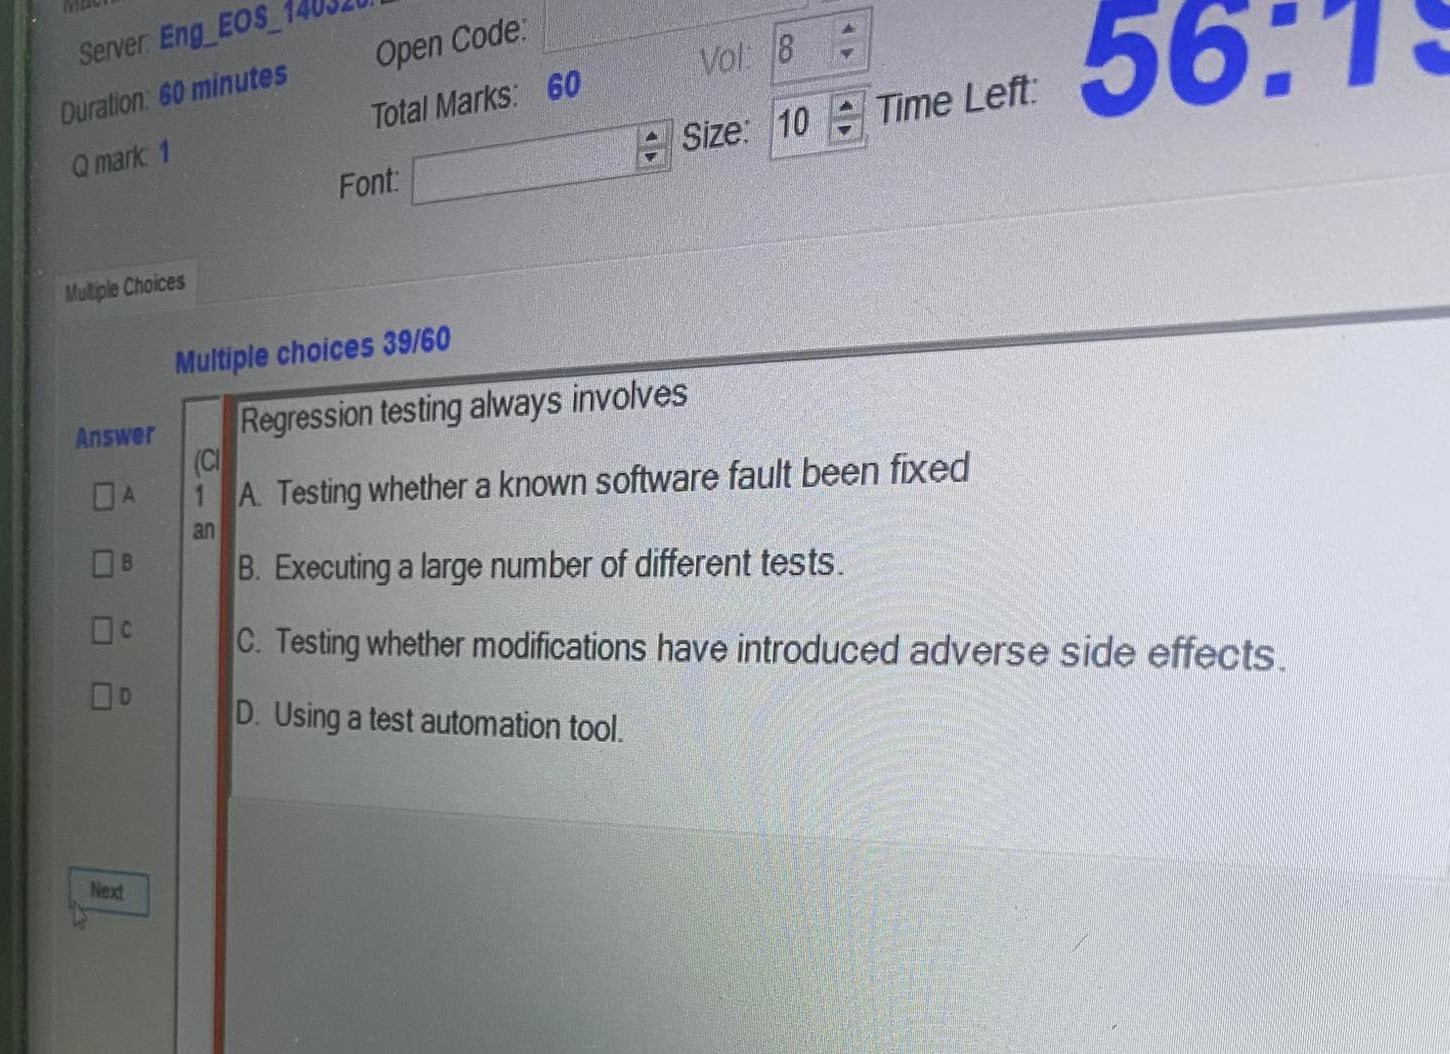 Server: Eng_EOS_140320.
Duration: 60 minutes
Q mark: 1
Open Code:
Total Marks: 60
Vol: 8
Font:
Size: 10
Time Left: 56:1
Multiple Choices
Multiple choices 39/60
Answer
A
B
C
D
Next
(Cl
1
an
Regression testing always involves
A. Testing whether a known software fault been fixed
B. Executing a large number of different tests.
C. Testing whether modifications have introduced adverse side effects.
D. Using a test automation tool.